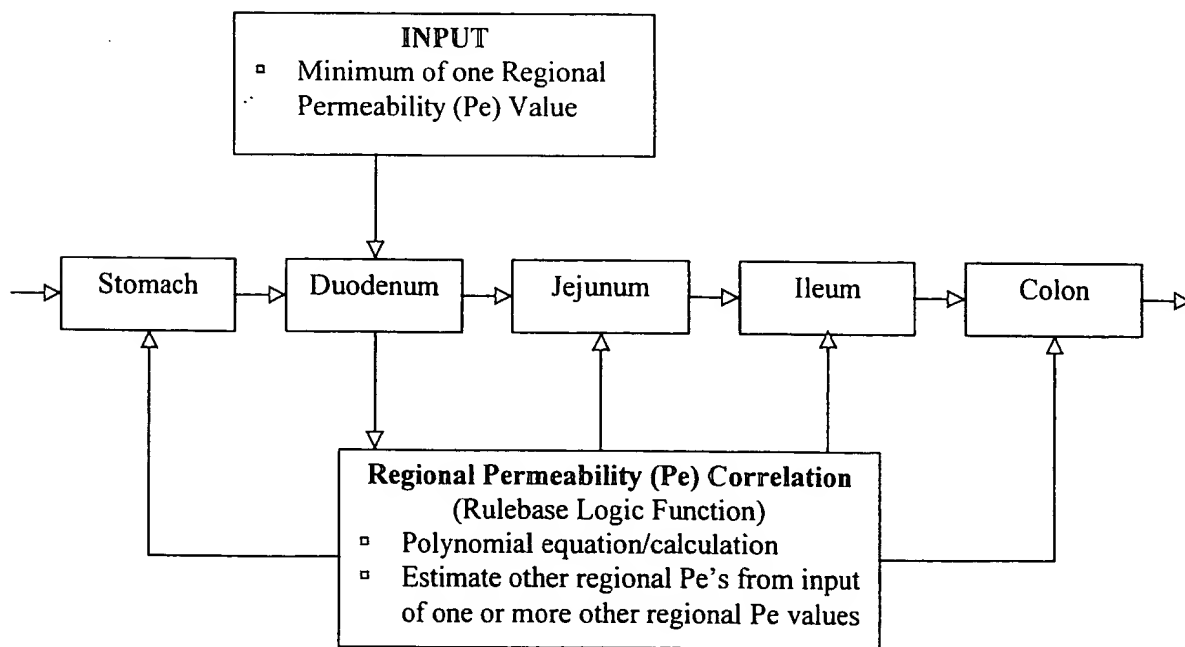 INPUT
▫ Minimum of one Regional
Permeability (Pe) Value
Stomach
Duodenum
Jejunum
Ileum
Colon
Regional Permeability (Pe) Correlation
(Rulebase Logic Function)
▫ Polynomial equation/calculation
▫ Estimate other regional Pe's from input
of one or more other regional Pe values